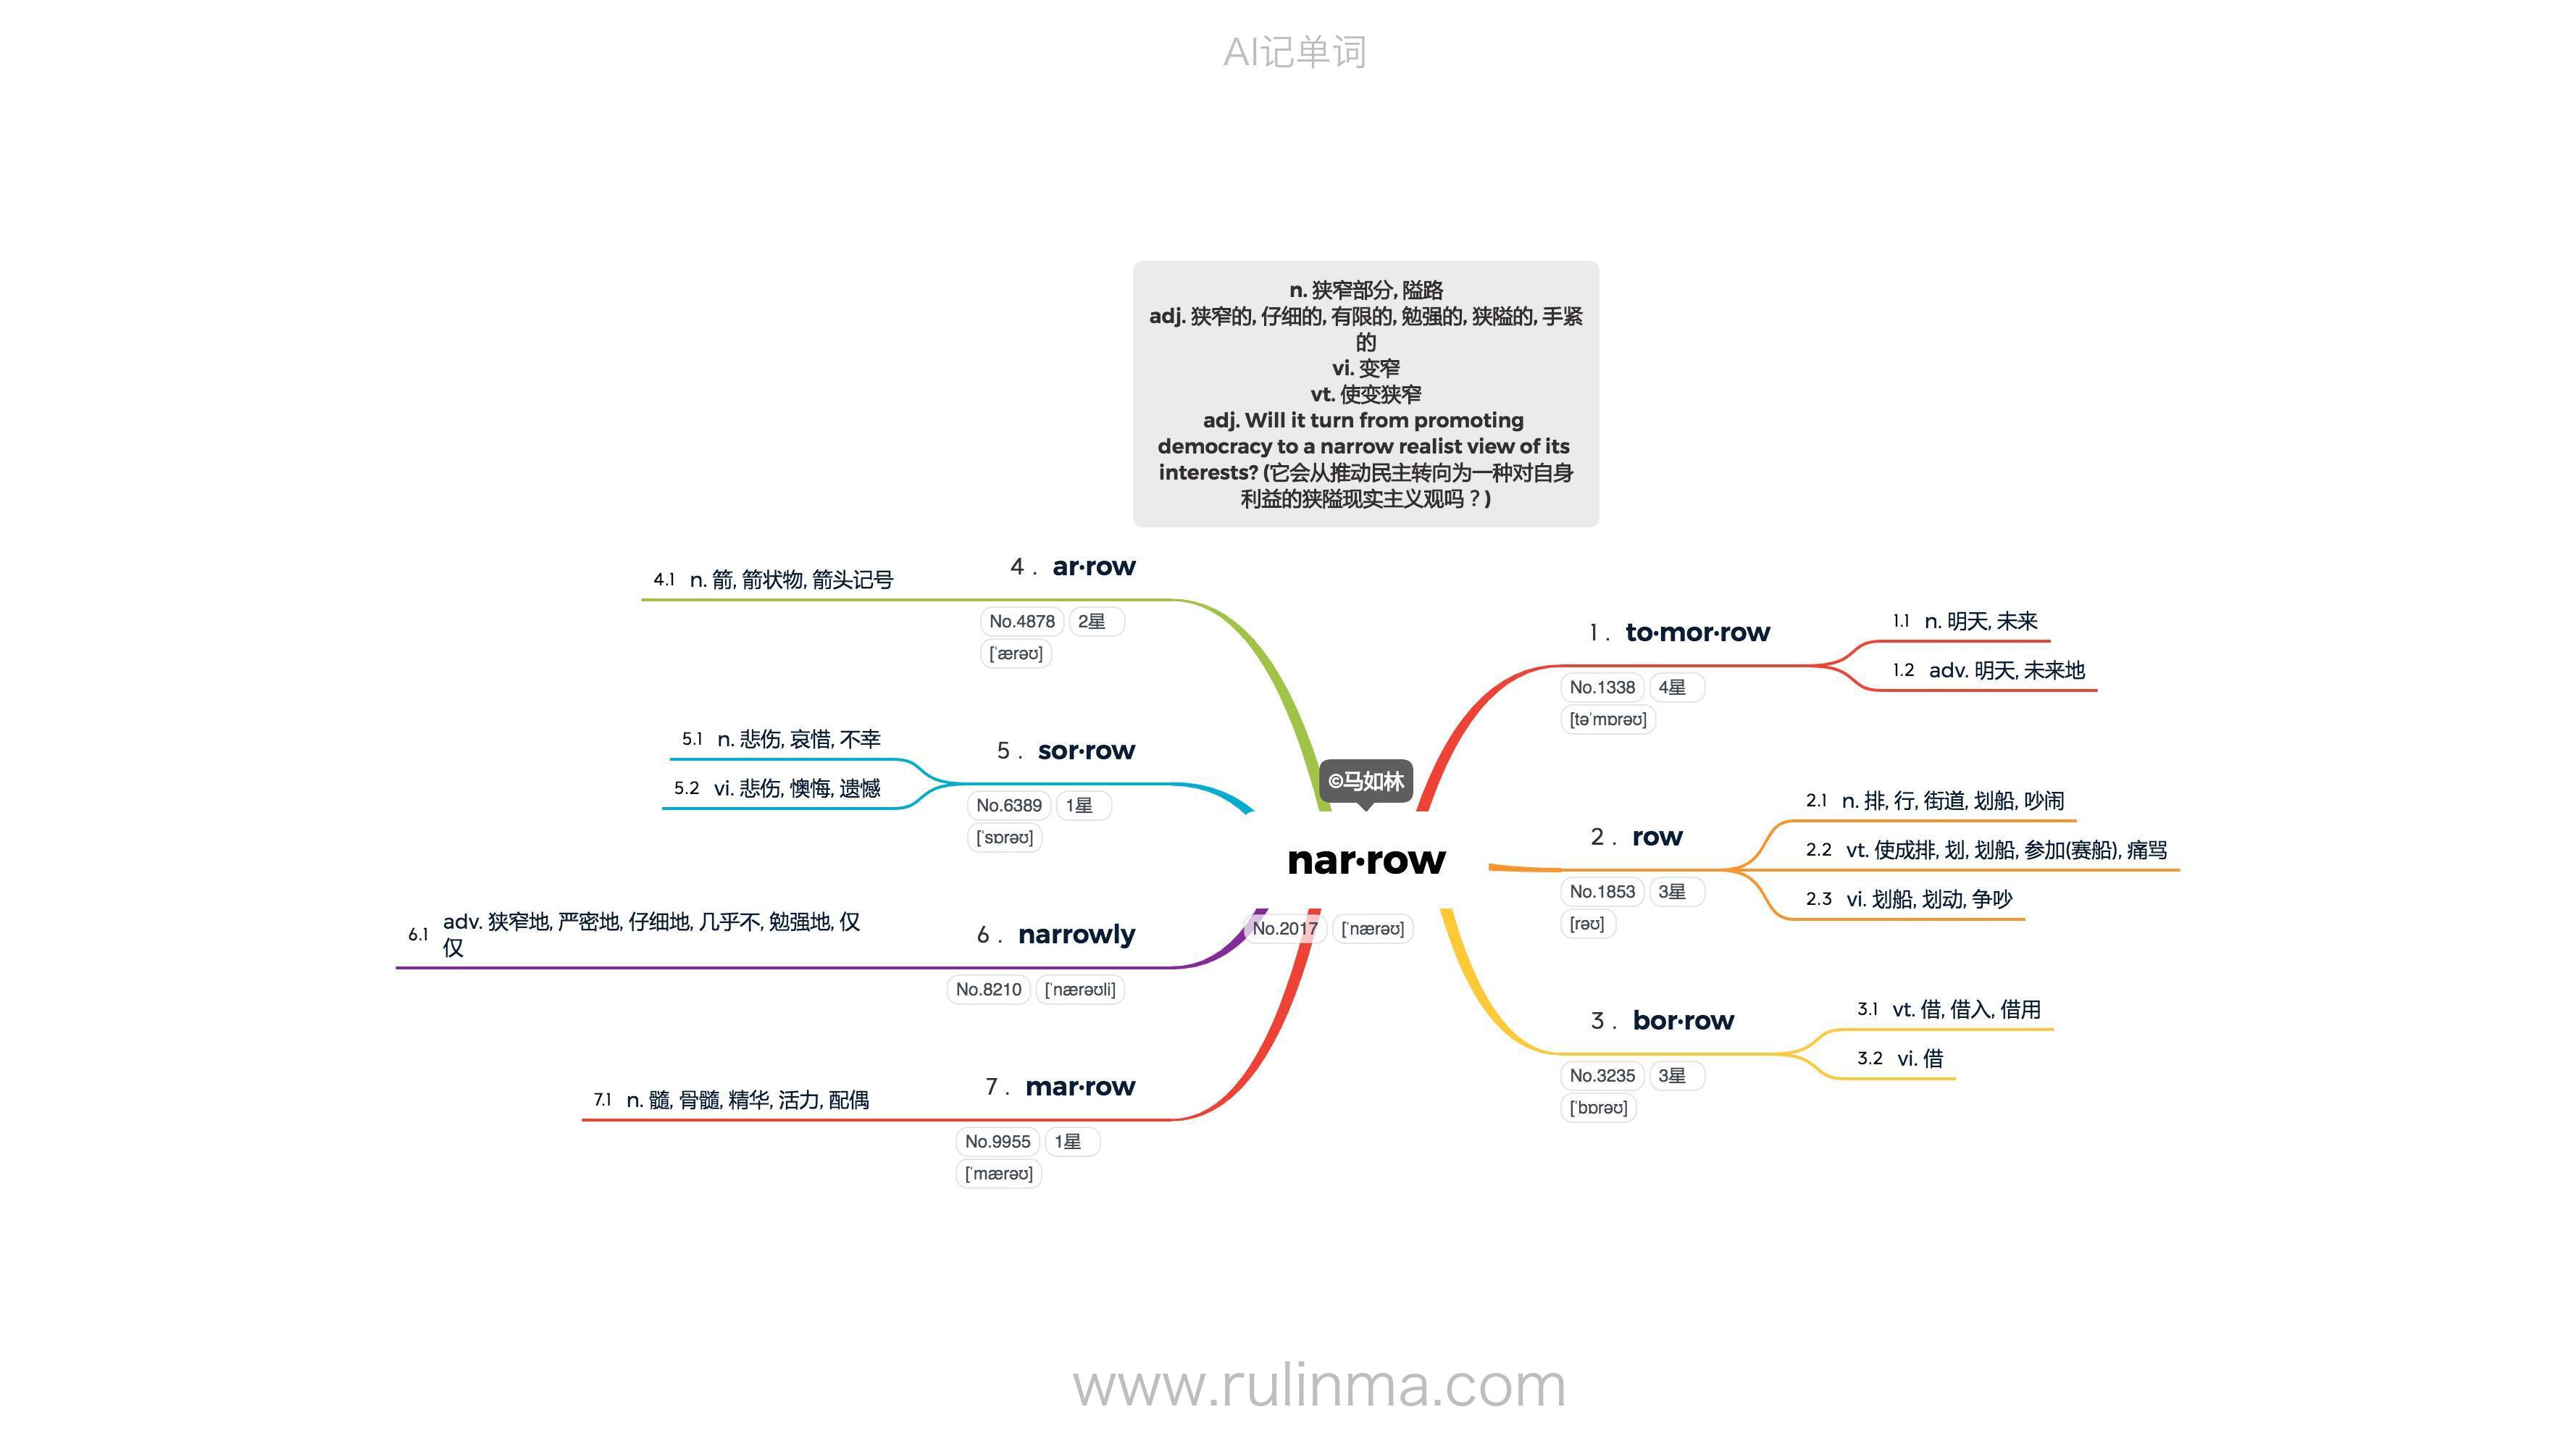 AI记单词
n. 狭窄部分, 隘路
adj. 狭窄的, 仔细的, 有限的, 勉强的, 狭隘的, 手紧
的
vi. 变窄
vt. 使变狭窄
adj. Will it turn from promoting
democracy to a narrow realist view of its
interests? (它会从推动民主转向为一种对自身
利益的狭隘现实主义观吗？)
©马如林
nar·row
No.2017 [ˈnærəʊ]
1. to·mor·row
No.1338 4星
[təˈmɒrəʊ]
1.1 n. 明天, 未来
1.2 adv. 明天, 未来地
2. row
No.1853 3星
[rəʊ]
2.1 n. 排, 行, 街道, 划船, 吵闹
2.2 vt. 使成排, 划, 划船, 参加(赛船), 痛骂
2.3 vi. 划船, 划动, 争吵
3. bor·row
No.3235 3星
[ˈbɒrəʊ]
3.1 vt. 借, 借入, 借用
3.2 vi. 借
4. ar·row
No.4878 2星
[ˈærəʊ]
4.1 n. 箭, 箭状物, 箭头记号
5. sor·row
No.6389 1星
[ˈsɒrəʊ]
5.1 n. 悲伤, 哀惜, 不幸
5.2 vi. 悲伤, 懊悔, 遗憾
6. narrowly
No.8210 [ˈnærəʊli]
6.1 adv. 狭窄地, 严密地, 仔细地, 几乎不, 勉强地, 仅
仅
7. mar·row
No.9955 1星
[ˈmærəʊ]
7.1 n. 髓, 骨髓, 精华, 活力, 配偶
www.rulinma.com